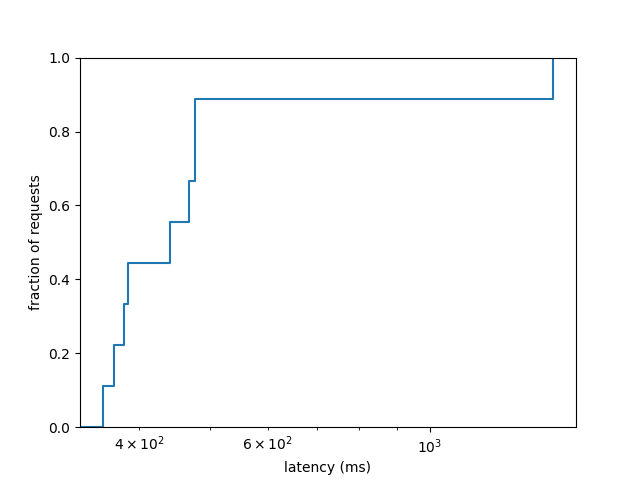 1.0
0.8
0.6
0.4
0.2
0.0
fraction of requests
4 × 10²
6 × 10²
10³
latency (ms)